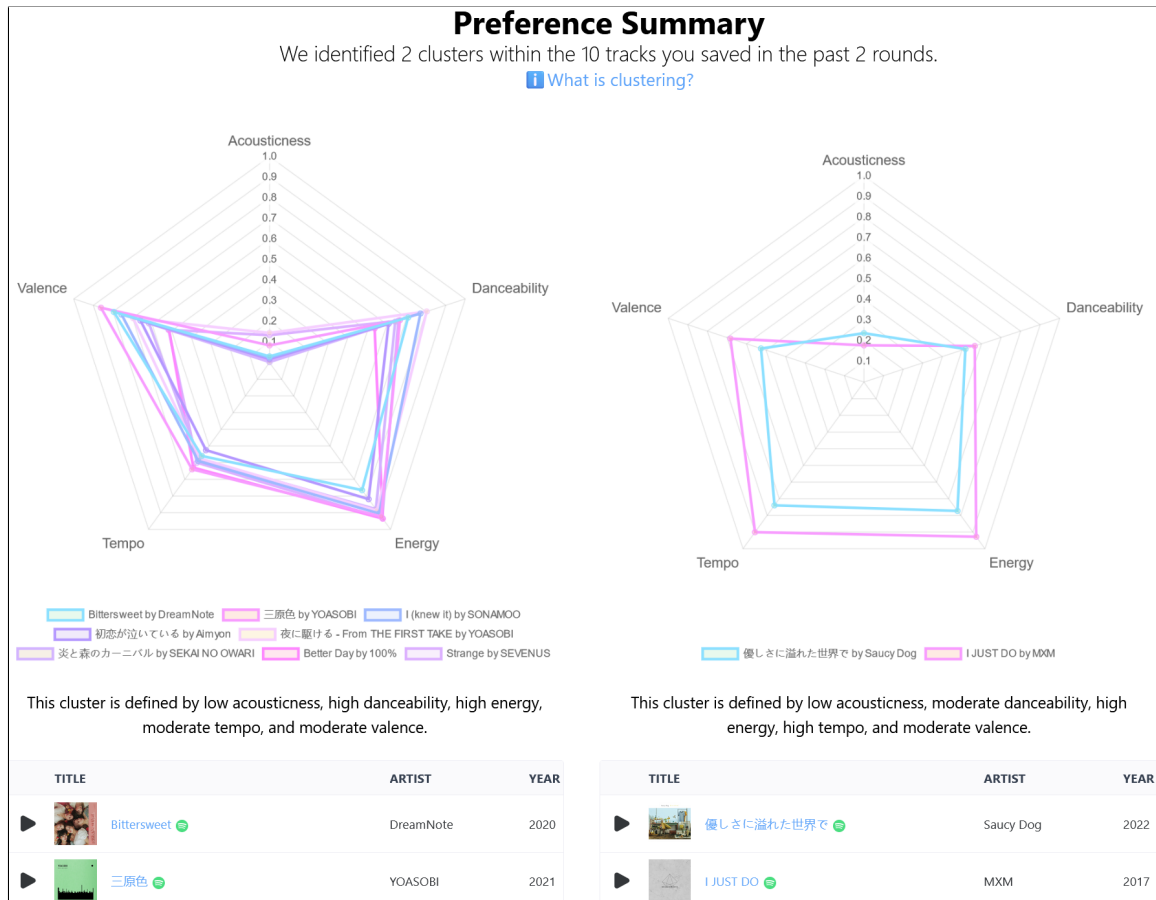 Preference Summary
We identified 2 clusters within the 10 tracks you saved in the past 2 rounds.
ℹ️ What is clustering?
Acousticness
1.0
0.9
0.8
0.7
0.6
0.5
0.4
0.3
0.2
0.1
Valence
Danceability
Tempo
Energy
Bittersweet by DreamNote 三原色 by YOASOBI I (knew it) by SONAMOO
初恋が泣いている by Aimyon 夜に駆ける - From THE FIRST TAKE by YOASOBI
炎と森のカーニバル by SEKAI NO OWARI Better Day by 100% Strange by SEVENUS
This cluster is defined by low acousticness, high danceability, high energy,
moderate tempo, and moderate valence.
TITLE ARTIST YEAR
Bittersweet DreamNote 2020
三原色 YOASOBI 2021
Acousticness
1.0
0.9
0.8
0.7
0.6
0.5
0.4
0.3
0.2
0.1
Valence
Danceability
Tempo
Energy
優しさに溢れた世界で by Saucy Dog I JUST DO by MXM
This cluster is defined by low acousticness, moderate danceability, high
energy, high tempo, and moderate valence.
TITLE ARTIST YEAR
優しさに溢れた世界で Saucy Dog 2022
I JUST DO MXM 2017